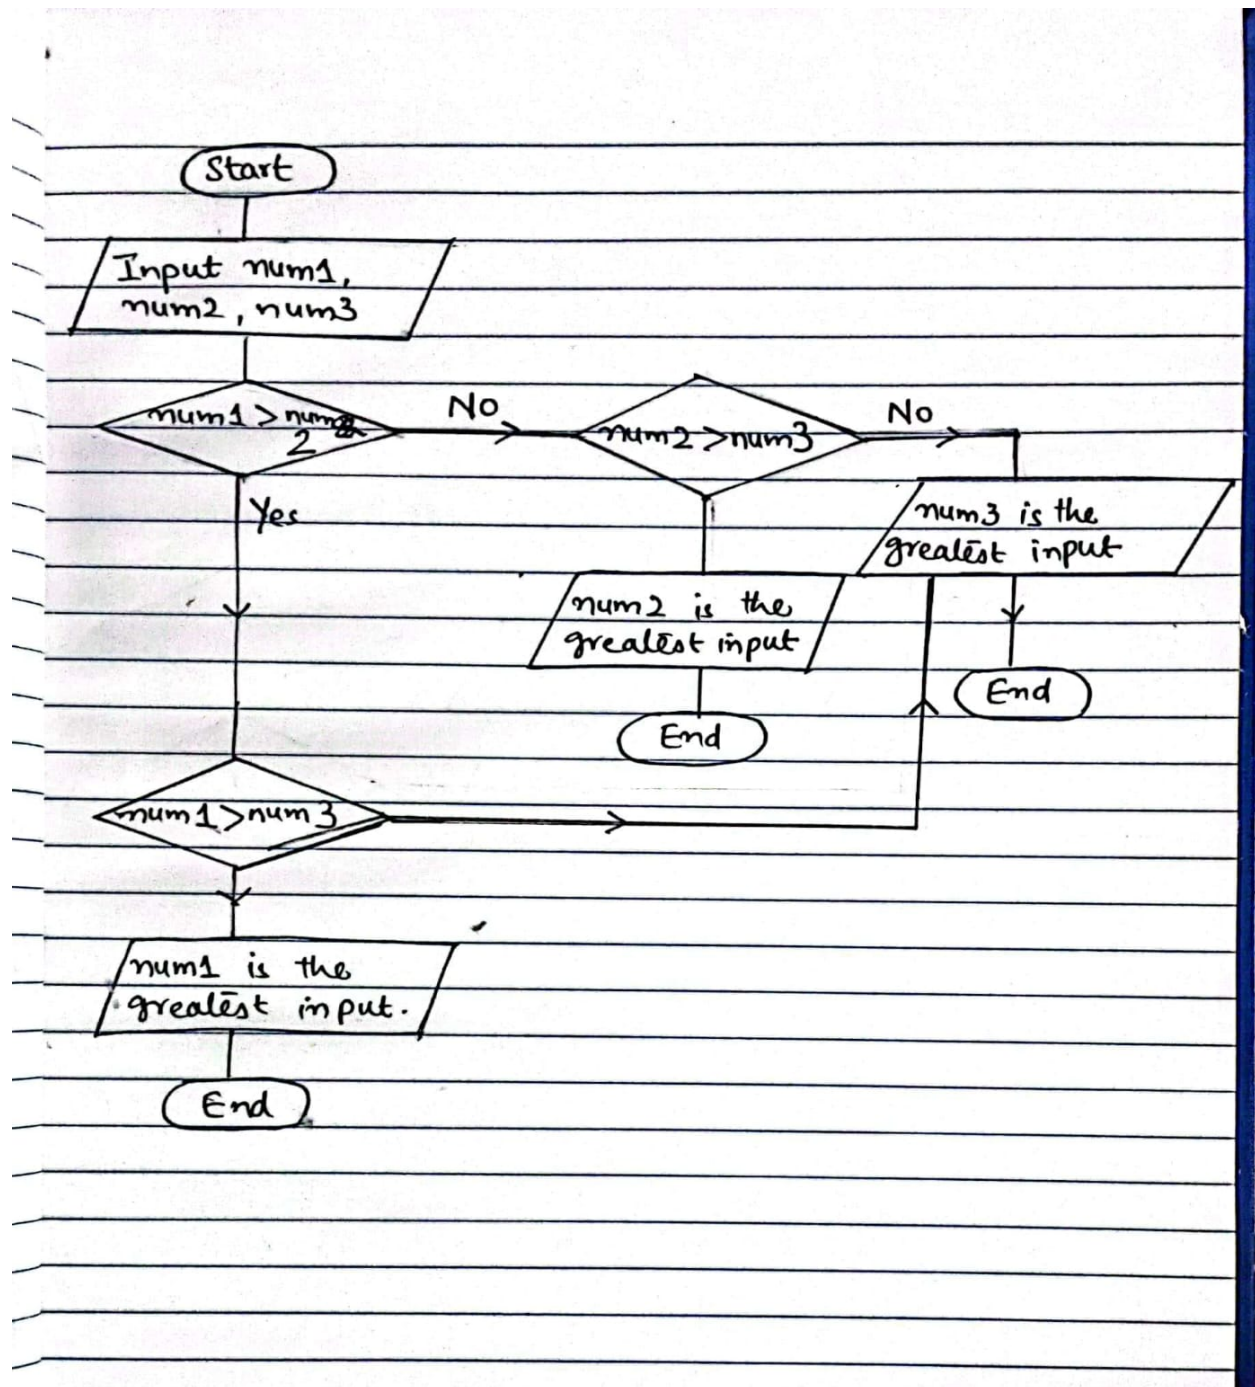 Start
Input num1,
num2, num3
num1 > num
2
No
num2 > num3
No
Yes
num3 is the
greatest input
num2 is the
greatest input
End
End
num1 > num3
num1 is the
greatest input.
End